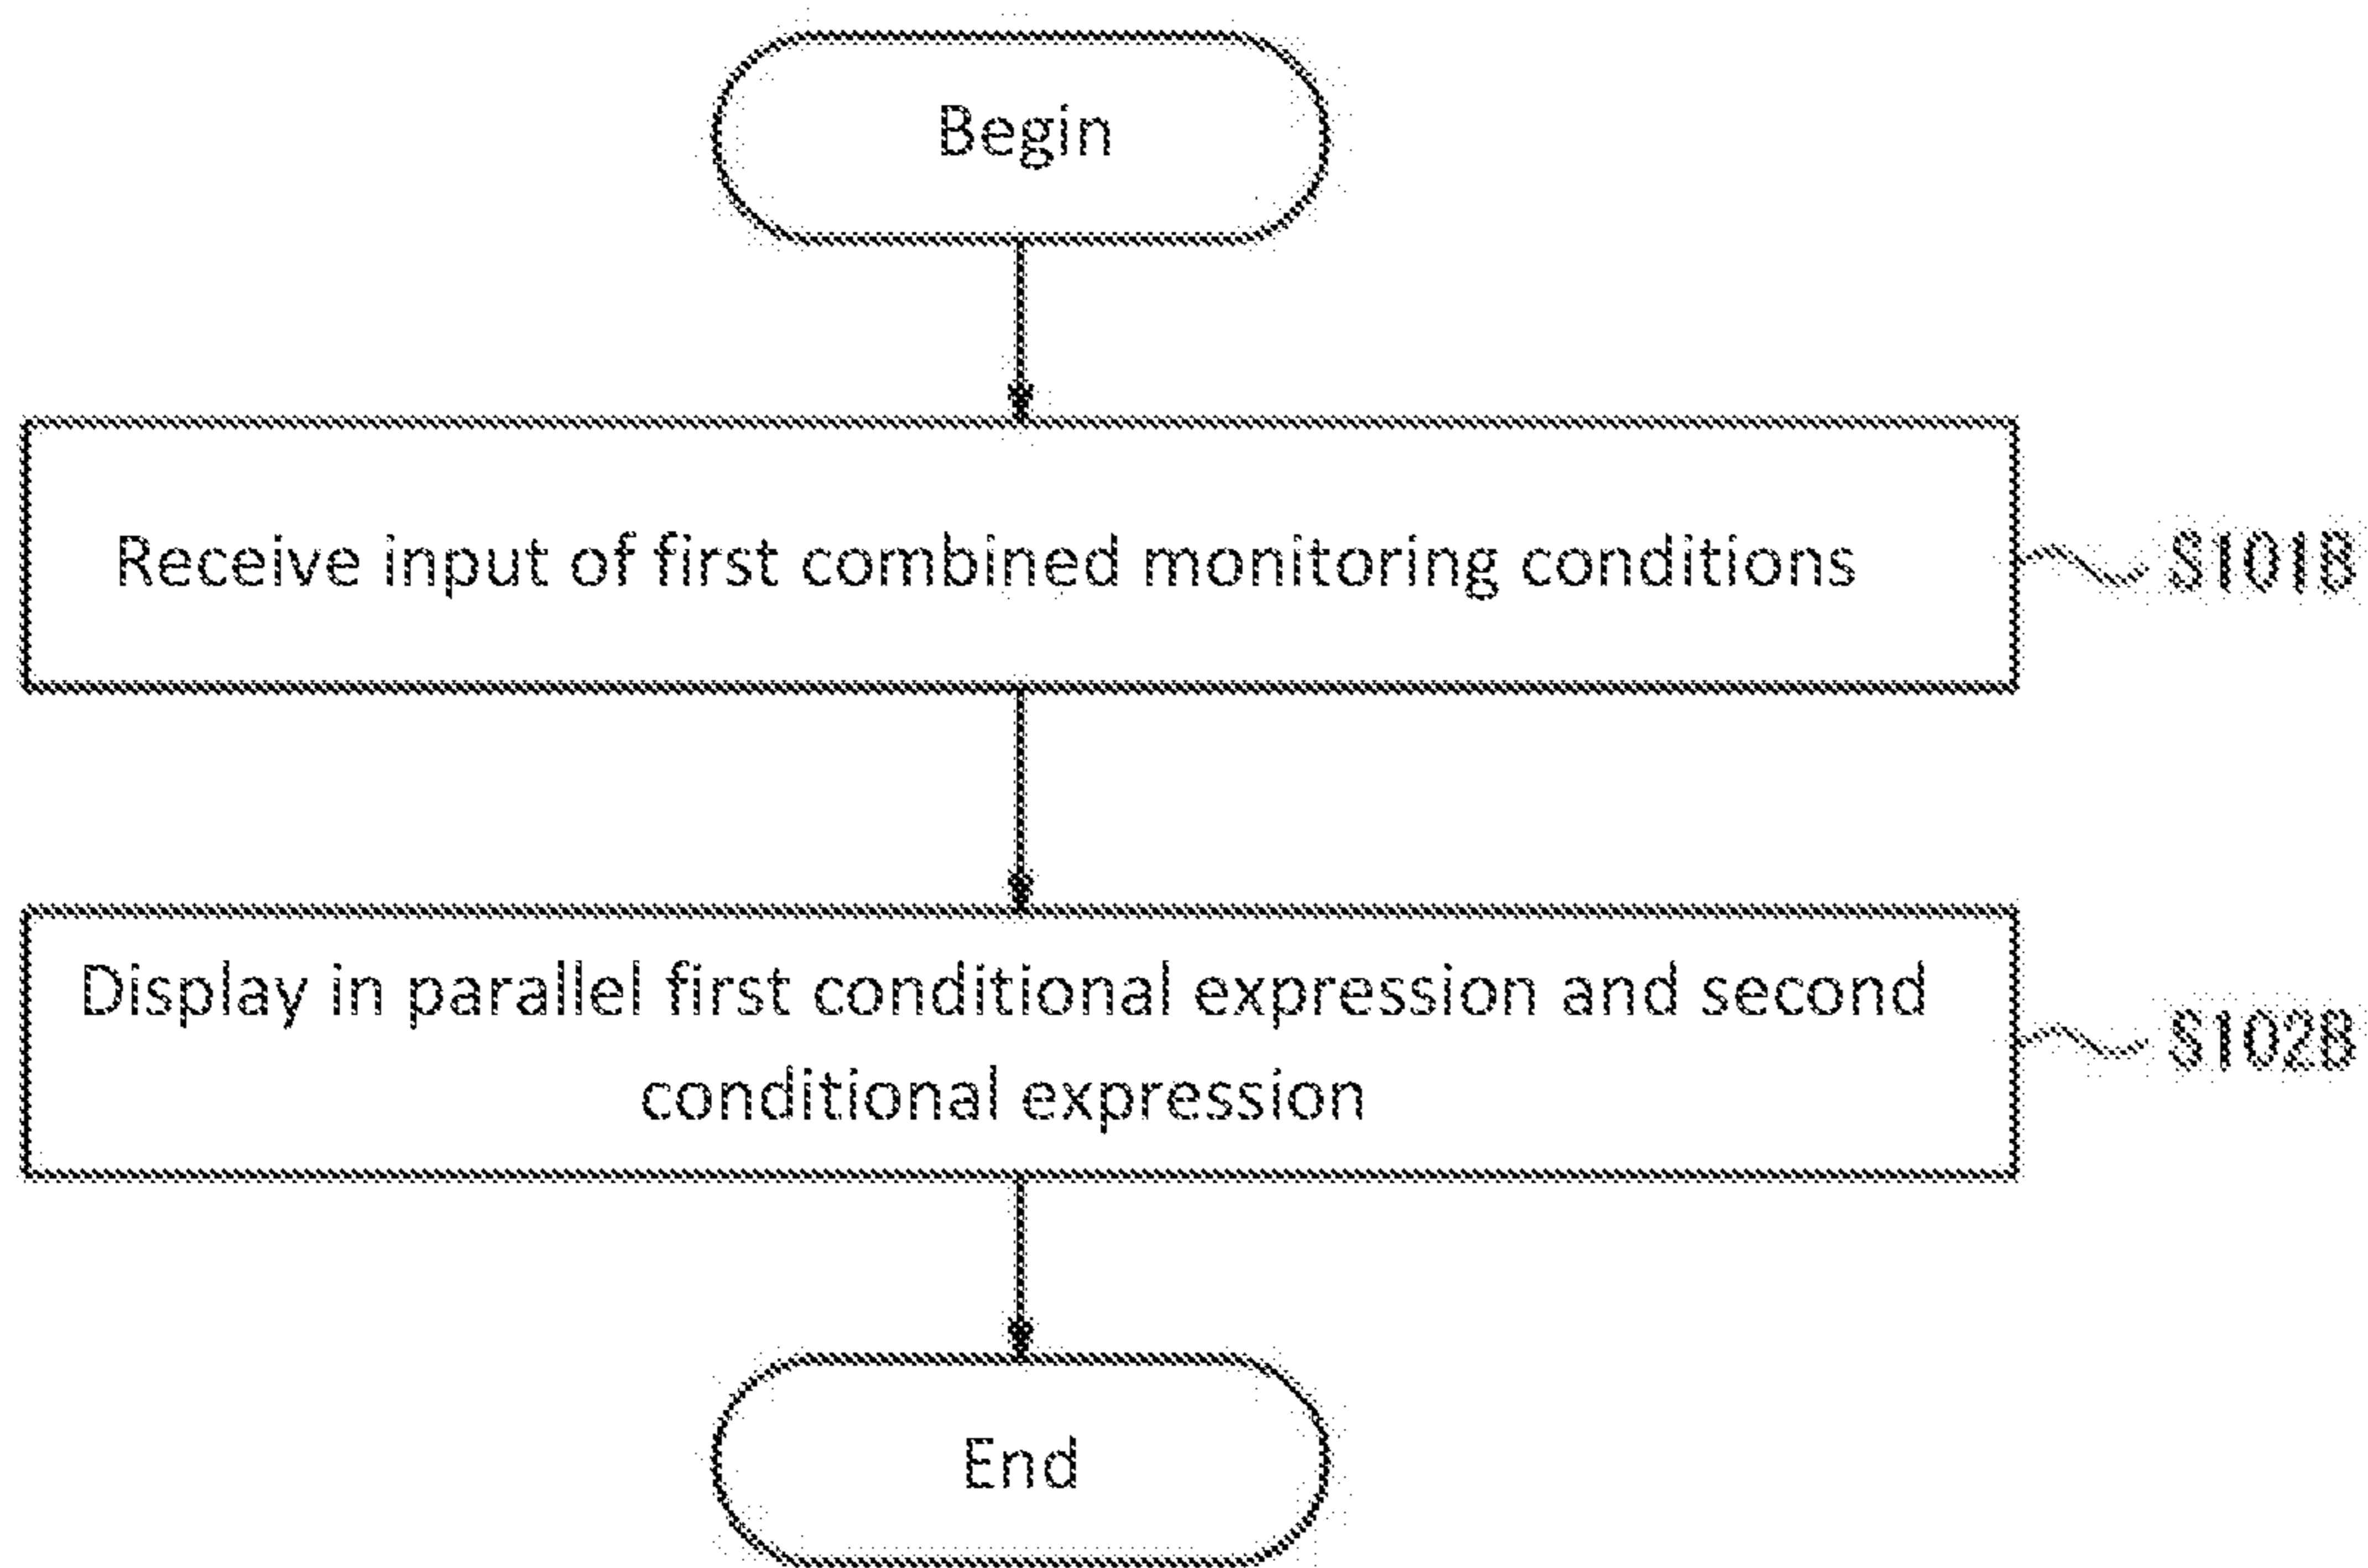 Begin
Receive input of first combined monitoring conditions
S101B
Display in parallel first conditional expression and second
conditional expression
S102B
End